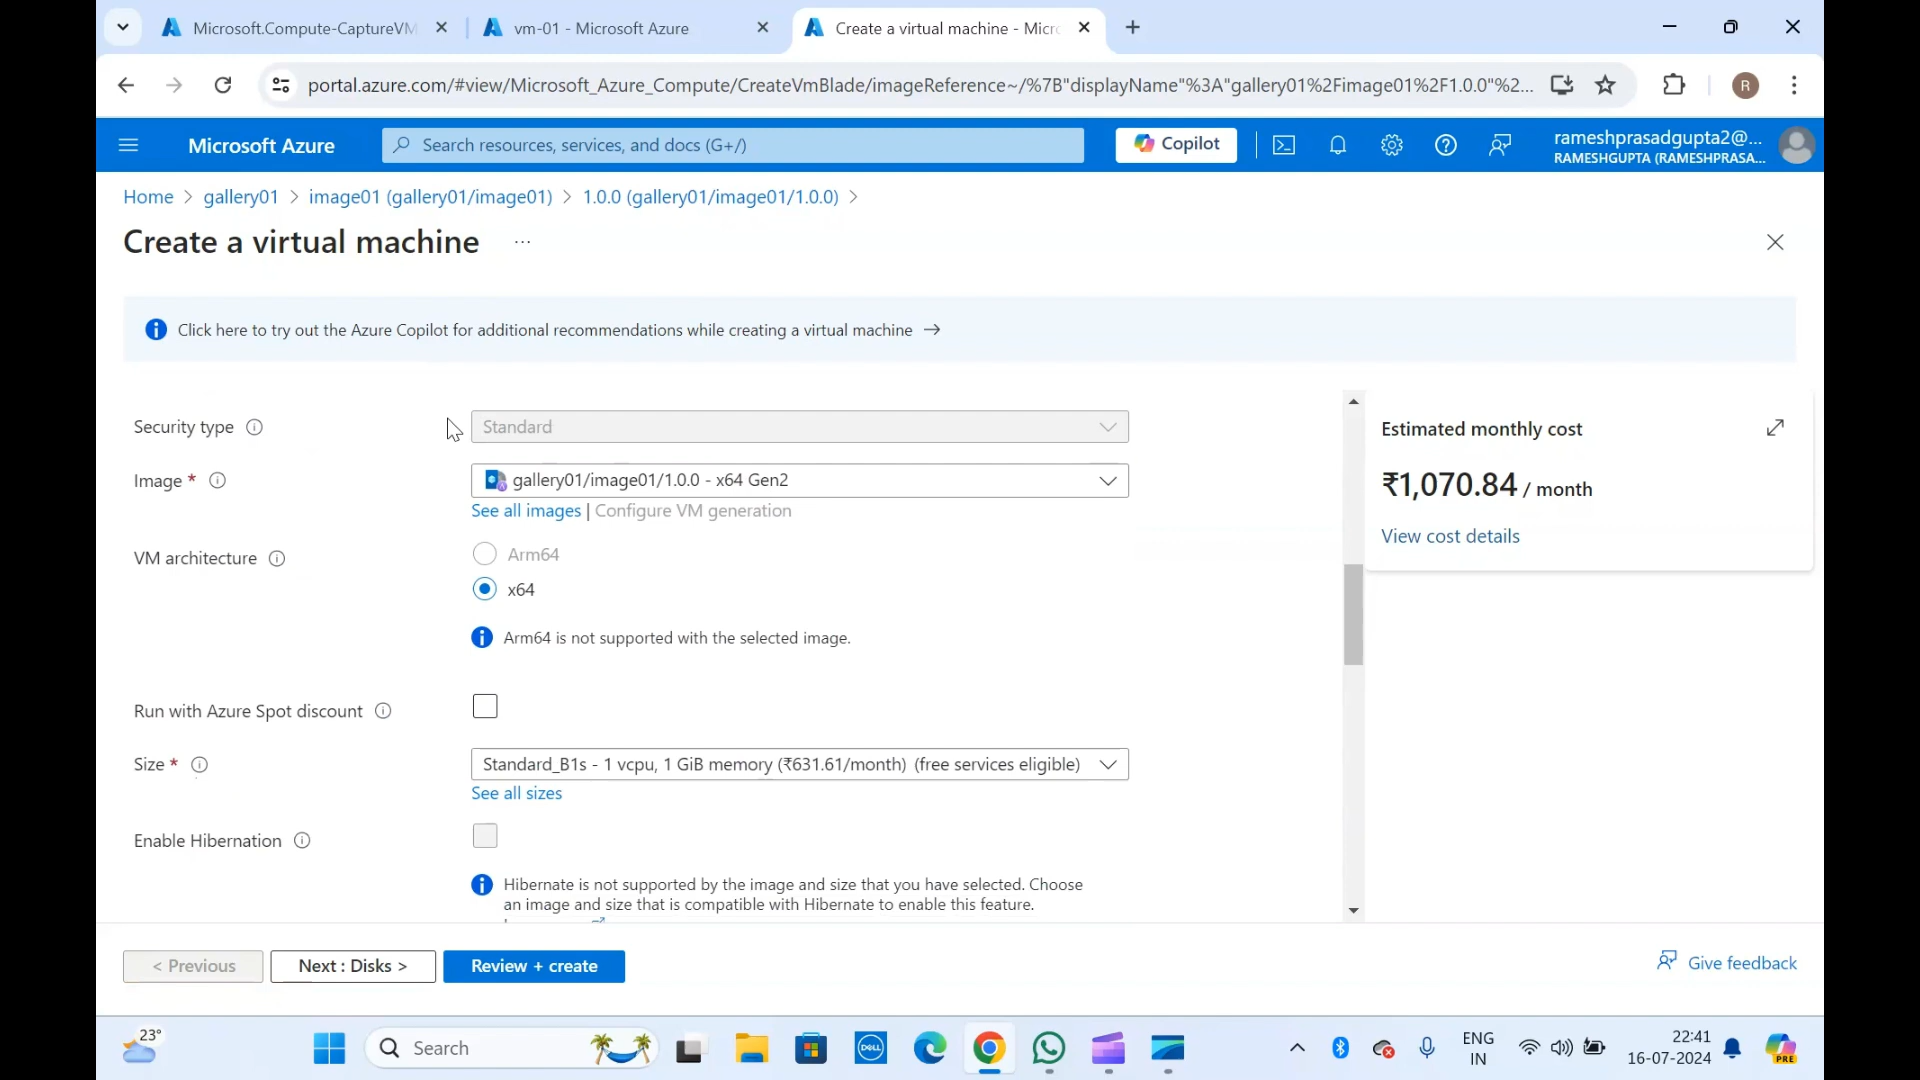 Microsoft.Compute-CaptureVM
vm-01 - Microsoft Azure
Create a virtual machine - Micro
portal.azure.com/#view/Microsoft_Azure_Compute/CreateVmBlade/imageReference~/%7B"displayName"%3A"gallery01%2Fimage01%2F1.0.0"%2...
R
Microsoft Azure
Search resources, services, and docs (G+/)
Copilot
rameshprasadgupta2@...
RAMESHGUPTA (RAMESHPRASA...
Home > gallery01 > image01 (gallery01/image01) > 1.0.0 (gallery01/image01/1.0.0) >
Create a virtual machine ...
Click here to try out the Azure Copilot for additional recommendations while creating a virtual machine →
Security type
Standard
Image *
gallery01/image01/1.0.0 - x64 Gen2
See all images | Configure VM generation
VM architecture
Arm64
x64
Arm64 is not supported with the selected image.
Run with Azure Spot discount
Size *
Standard_B1s - 1 vcpu, 1 GiB memory (₹631.61/month) (free services eligible)
See all sizes
Enable Hibernation
Hibernate is not supported by the image and size that you have selected. Choose
an image and size that is compatible with Hibernate to enable this feature.
Estimated monthly cost
₹1,070.84 / month
View cost details
< Previous
Next : Disks >
Review + create
Give feedback
23°
Search
DELL
ENG
IN
22:41
16-07-2024
PRE